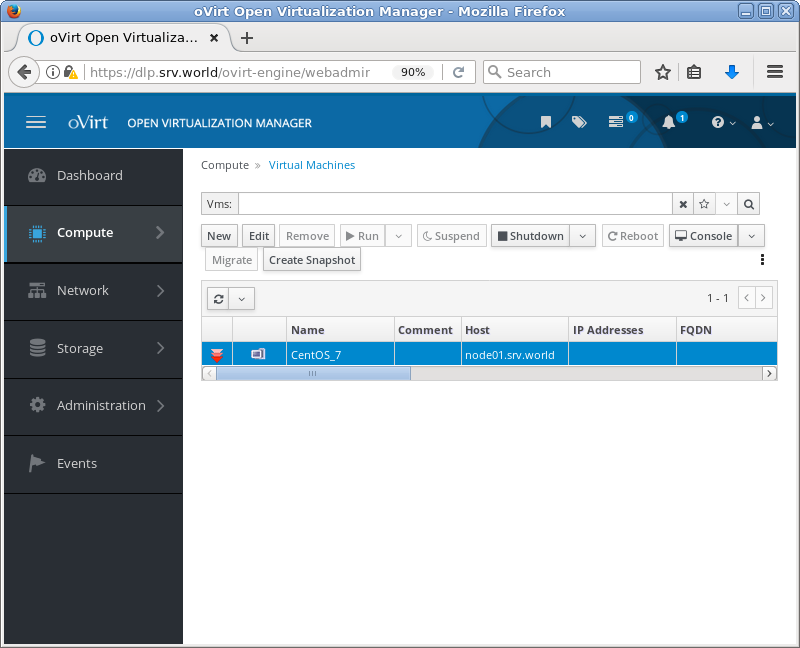 oVirt Open Virtualization Manager - Mozilla Firefox
oVirt Open Virtualiza...
https://dlp.srv.world/ovirt-engine/webadmir 90% Search
oVirt OPEN VIRTUALIZATION MANAGER 0 1
Dashboard
Compute
Network
Storage
Administration
Events
Compute » Virtual Machines
Vms:
New Edit Remove Run Suspend Shutdown Reboot Console
Migrate Create Snapshot
1 - 1
Name Comment Host IP Addresses FQDN
CentOS_7 node01.srv.world